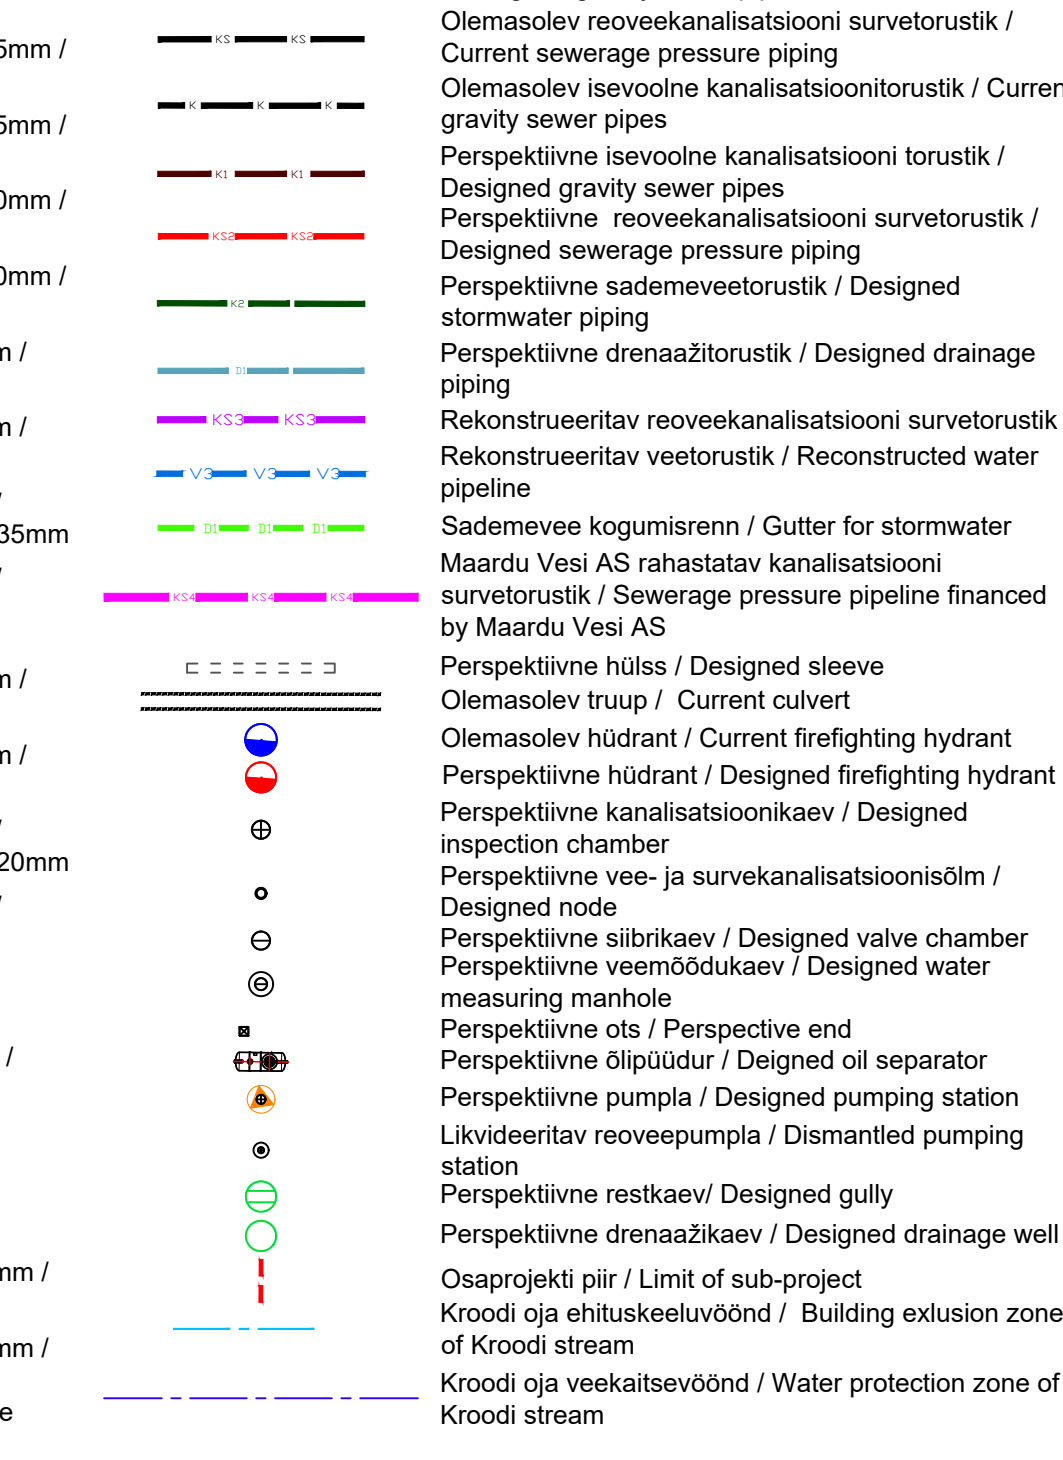 Olemasolev reoveekanalisatsiooni survetorustik /
5mm /
KS KS
Current sewerage pressure piping
Olemasolev isevoolne kanalisatsioonitorustik / Curren
K K K
5mm /
gravity sewer pipes
Perspektiivne isevoolne kanalisatsiooni torustik /
K1 K1
Designed gravity sewer pipes
0mm /
Perspektiivne reoveekanalisatsiooni survetorustik /
KS2 KS2
Designed sewerage pressure piping
0mm /
Perspektiivne sademeveetorustik / Designed
K2
stormwater piping
m /
Perspektiivne drenaažitorustik / Designed drainage
D1
piping
m /
KS3 KS3
Rekonstrueeritav reoveekanalisatsiooni survetorustik
Rekonstrueeritav veetorustik / Reconstructed water
V3 V3 V3
pipeline
/
35mm
D1 D1 D1
Sademevee kogumisrenn / Gutter for stormwater
Maardu Vesi AS rahastatav kanalisatsiooni
/
KS4 KS4 KS4
survetorustik / Sewerage pressure pipeline financed
by Maardu Vesi AS
Perspektiivne hülss / Designed sleeve
m /
Olemasolev truup / Current culvert
Olemasolev hüdrant / Current firefighting hydrant
m /
Perspektiivne hüdrant / Designed firefighting hydrant
Perspektiivne kanalisatsioonikaev / Designed
/
inspection chamber
20mm
Perspektiivne vee- ja survekanalisatsioonisõlm /
/
Designed node
Perspektiivne siibrikaev / Designed valve chamber
Perspektiivne veemõõdukaev / Designed water
measuring manhole
Perspektiivne ots / Perspective end
/
Perspektiivne õlipüüdur / Deigned oil separator
Perspektiivne pumpla / Designed pumping station
Likvideeritav reoveepumpla / Dismantled pumping
station
Perspektiivne restkaev/ Designed gully
Perspektiivne drenaažikaev / Designed drainage well
mm /
Osaprojekti piir / Limit of sub-project
Kroodi oja ehituskeeluvöönd / Building exlusion zone
mm /
of Kroodi stream
Kroodi oja veekaitsevöönd / Water protection zone of
e
Kroodi stream